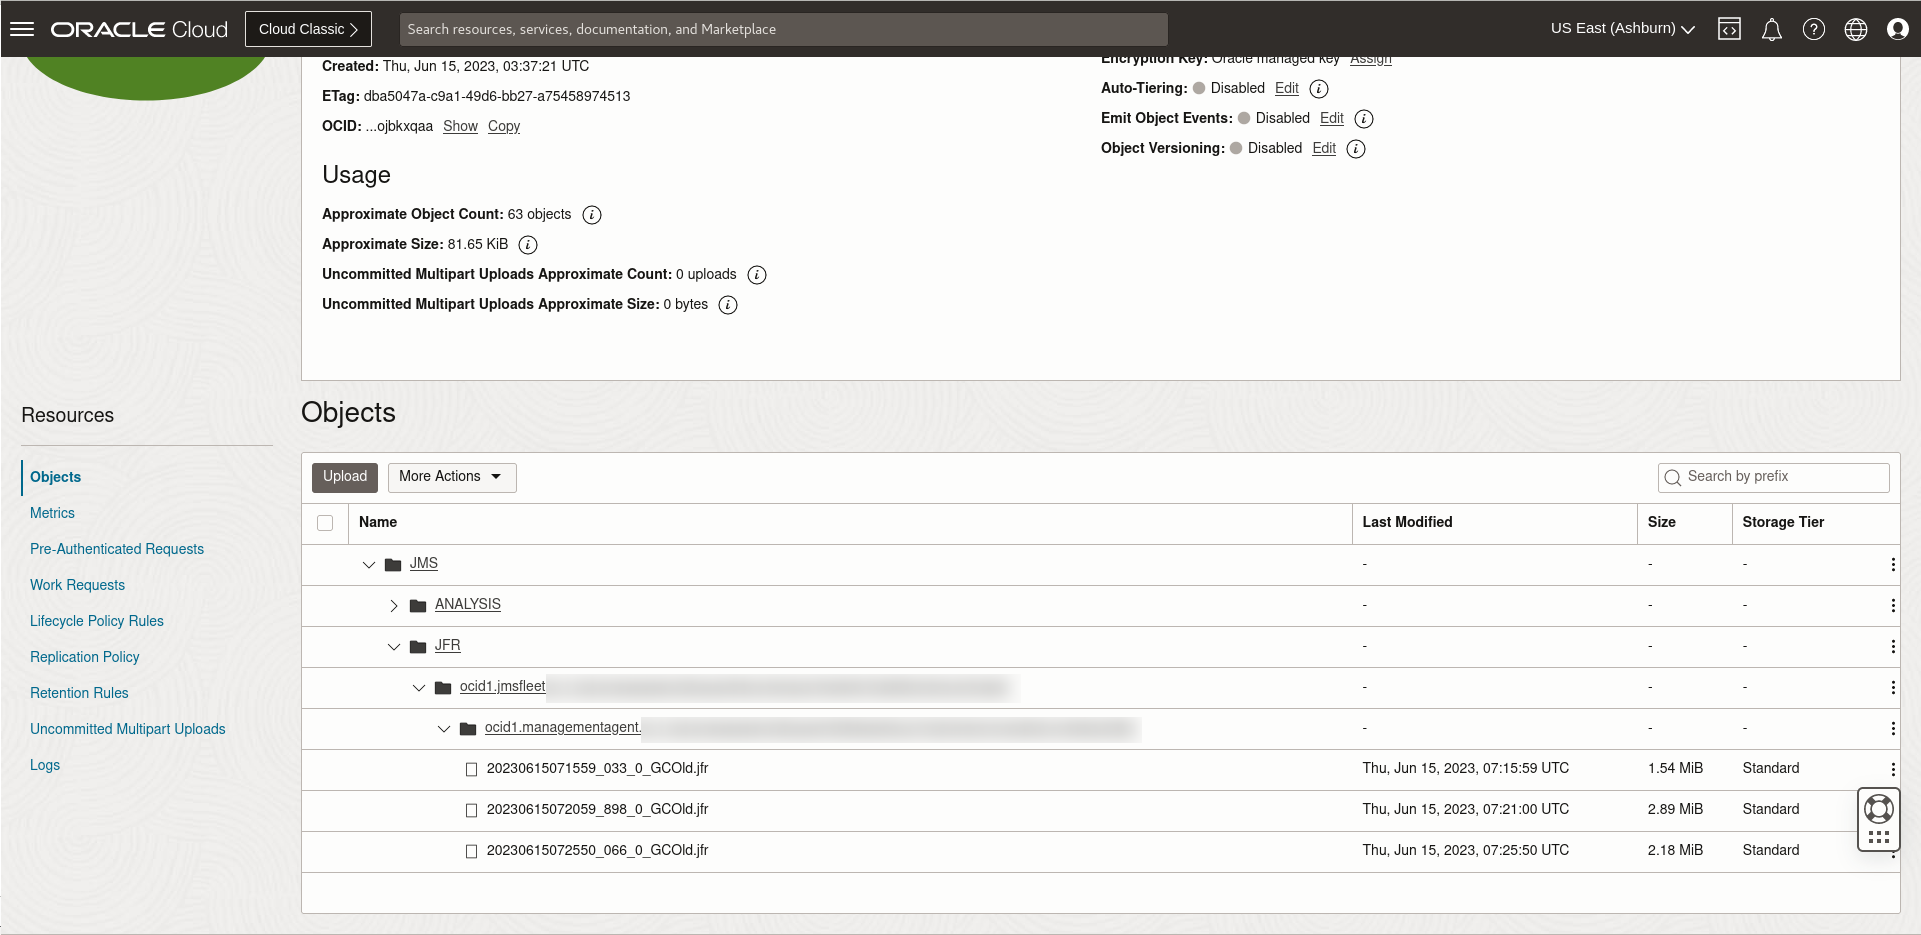 ORACLE Cloud Cloud Classic Search resources, services, documentation, and Marketplace US East (Ashburn)
Created: Thu, Jun 15, 2023, 03:37:21 UTC
ETag: dba5047a-c9a1-49d6-bb27-a75458974513
OCID: ...ojbkxqaa Show Copy
Encryption Key: Oracle managed key Assign
Auto-Tiering: Disabled Edit
Emit Object Events: Disabled Edit
Object Versioning: Disabled Edit
Usage
Approximate Object Count: 63 objects
Approximate Size: 81.65 KiB
Uncommitted Multipart Uploads Approximate Count: 0 uploads
Uncommitted Multipart Uploads Approximate Size: 0 bytes
Resources
Objects
Metrics
Pre-Authenticated Requests
Work Requests
Lifecycle Policy Rules
Replication Policy
Retention Rules
Uncommitted Multipart Uploads
Logs
Objects
Upload More Actions Search by prefix
Name Last Modified Size Storage Tier
JMS - - -
ANALYSIS - - -
JFR - - -
ocid1.jmsfleet - - -
ocid1.managementagent. - - -
20230615071559_033_0_GCOld.jfr Thu, Jun 15, 2023, 07:15:59 UTC 1.54 MiB Standard
20230615072059_898_0_GCOld.jfr Thu, Jun 15, 2023, 07:21:00 UTC 2.89 MiB Standard
20230615072550_066_0_GCOld.jfr Thu, Jun 15, 2023, 07:25:50 UTC 2.18 MiB Standard